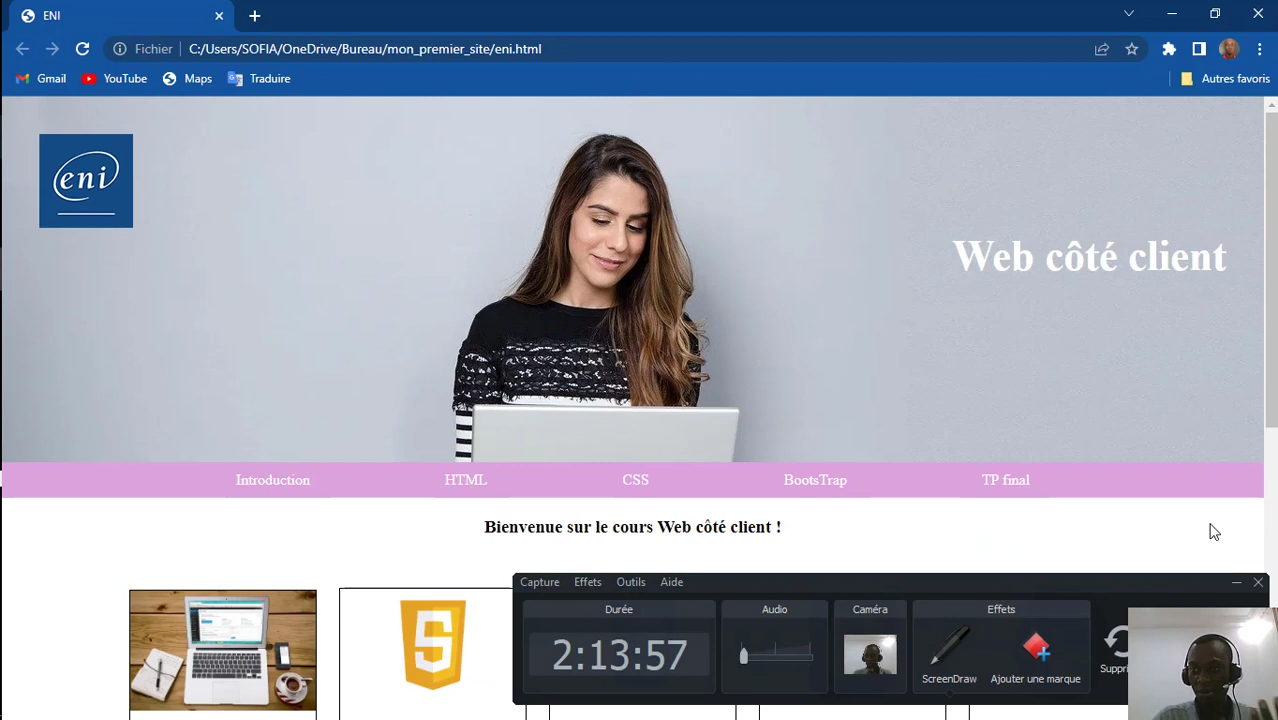 ENI
Fichier
C:/Users/SOFIA/OneDrive/Bureau/mon_premier_site/eni.html
Gmail
YouTube
Maps
Traduire
Autres favoris
eni
Web côté client
Introduction
HTML
CSS
BootsTrap
TP final
Bienvenue sur le cours Web côté client !
5
Capture
Effets
Outils
Aide
Durée
Audio
Caméra
Effets
2:13:57
ScreenDraw
Ajouter une marque